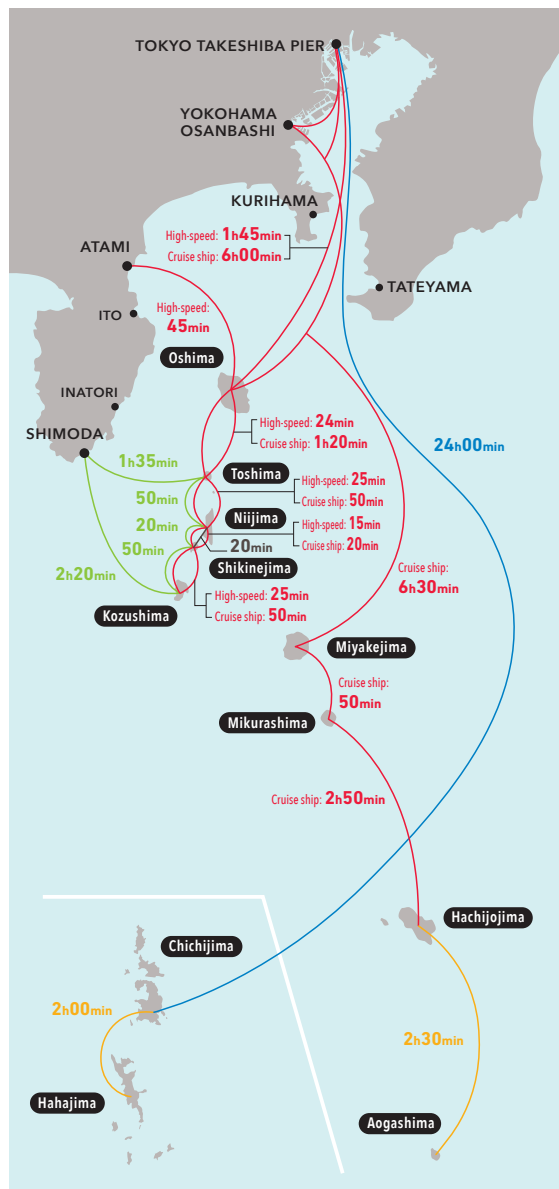 TOKYO TAKESHIBA PIER
YOKOHAMA
OSANBASHI
KURIHAMA
High-speed: 1h45min
Cruise ship: 6h00min
ATAMI
TATEYAMA
High-speed:
45min
ITO
Oshima
INATORI
High-speed: 24min
Cruise ship: 1h20min
24h00min
SHIMODA
1h35min
Toshima
High-speed: 25min
Cruise ship: 50min
50min
Niijima
20min
High-speed: 15min
Cruise ship: 20min
20min
50min
Shikinejima
2h20min
Cruise ship:
6h30min
High-speed: 25min
Cruise ship: 50min
Kozushima
Miyakejima
Cruise ship:
50min
Mikurashima
Cruise ship: 2h50min
Hachijojima
Chichijima
2h00min
2h30min
Hahajima
Aogashima